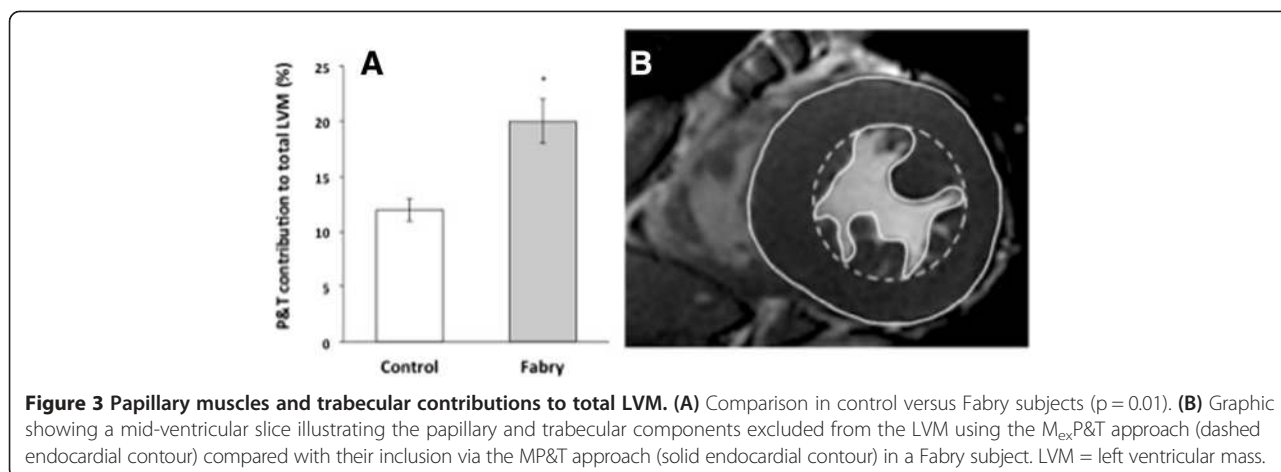 A
B
P&T contribution to total LVM (%)
25
20
15
10
5
0
*
Control
Fabry
Figure 3 Papillary muscles and trabecular contributions to total LVM. (A) Comparison in control versus Fabry subjects (p = 0.01). (B) Graphic
showing a mid-ventricular slice illustrating the papillary and trabecular components excluded from the LVM using the MexP&T approach (dashed
endocardial contour) compared with their inclusion via the MP&T approach (solid endocardial contour) in a Fabry subject. LVM = left ventricular mass.